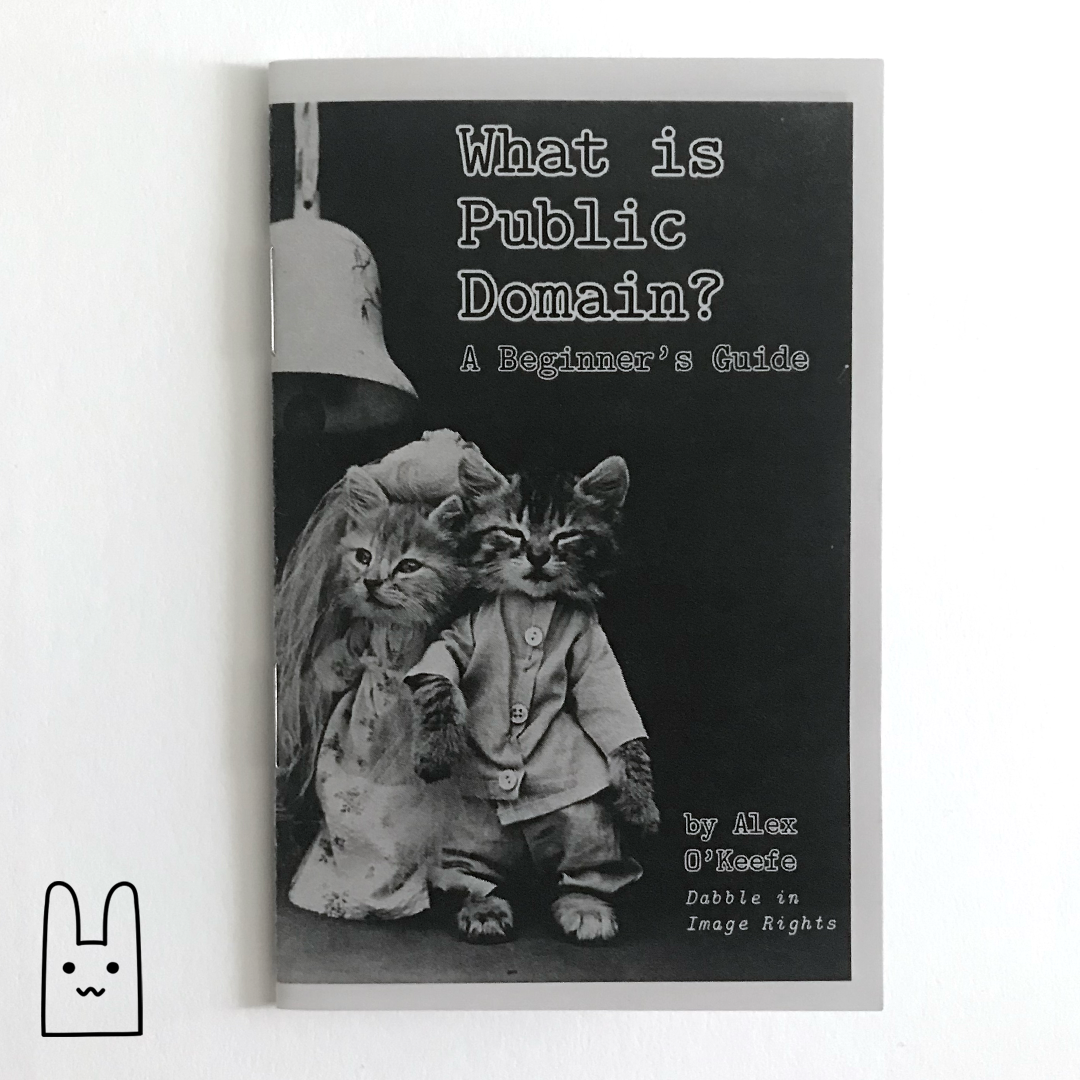 What is
Public
Domain?
A Beginner's Guide
by Alex
O'Keefe
Dabble in
Image Rights